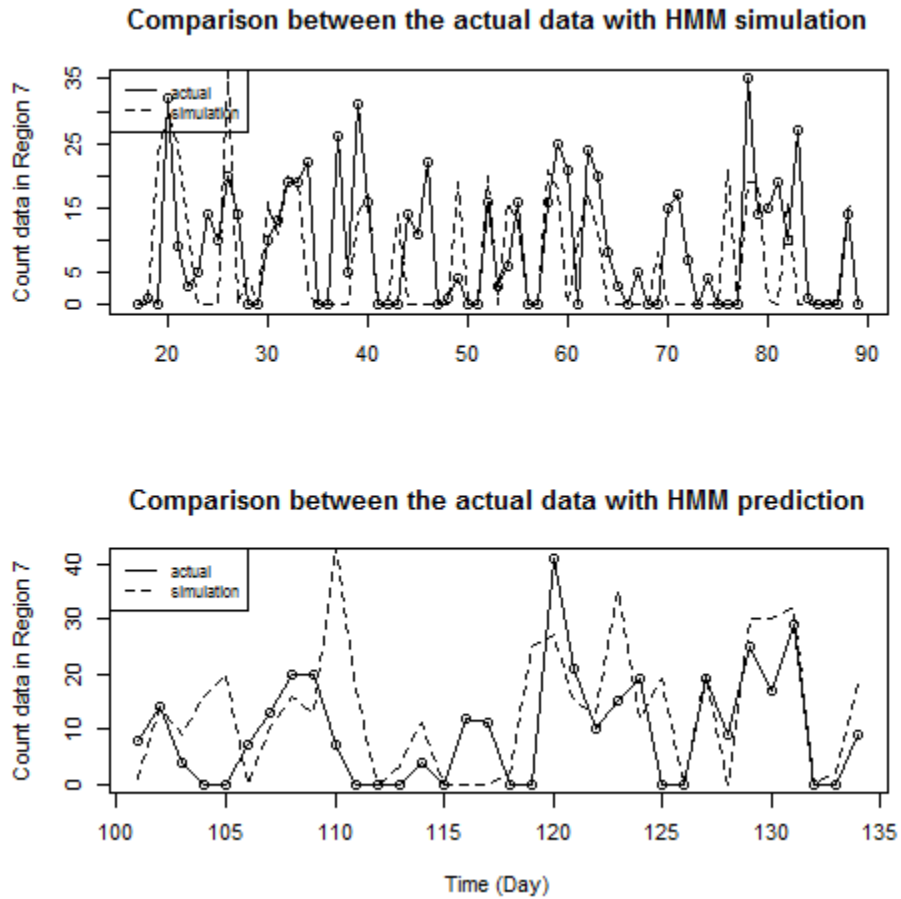 Comparison between the actual data with HMM simulation
Count data in Region 7
35
25
15
5
0
actual
simulation
20 30 40 50 60 70 80 90
Comparison between the actual data with HMM prediction
Count data in Region 7
40
30
20
10
0
actual
simulation
100 105 110 115 120 125 130 135
Time (Day)